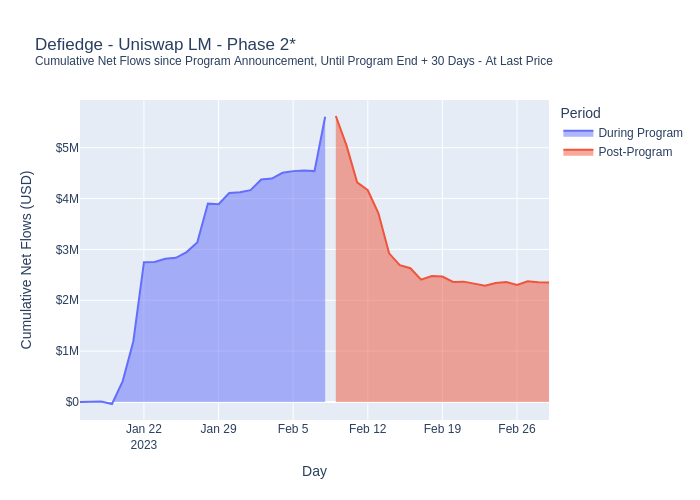 Defiedge - Uniswap LM - Phase 2*
Cumulative Net Flows since Program Announcement, Until Program End + 30 Days - At Last Price
Period
During Program
Post-Program
Cumulative Net Flows (USD)
$5M
$4M
$3M
$2M
$1M
$0
Jan 22
2023
Jan 29
Feb 5
Feb 12
Feb 19
Feb 26
Day